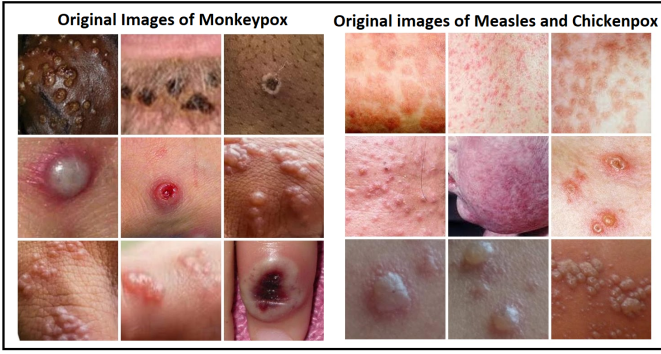 Original Images of Monkeypox
Original images of Measles and Chickenpox